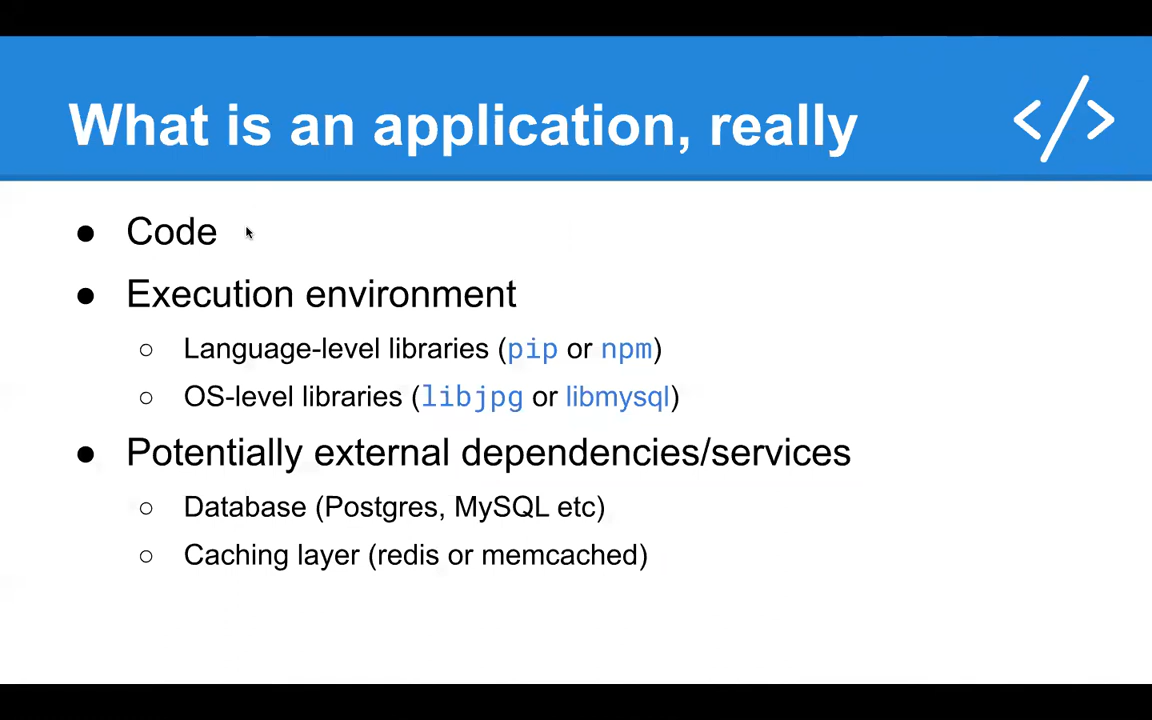 What is an application, really
</>
● Code
● Execution environment
○ Language-level libraries (pip or npm)
○ OS-level libraries (libjpg or libmysql)
● Potentially external dependencies/services
○ Database (Postgres, MySQL etc)
○ Caching layer (redis or memcached)